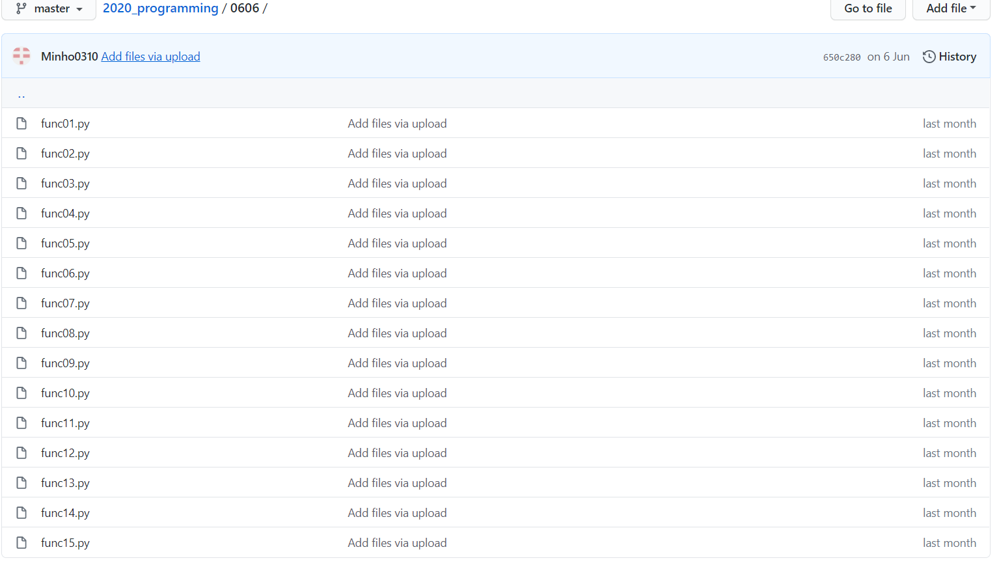 master 2020_programming / 0606 / Go to file Add file
Minho0310 Add files via upload 650c280 on 6 Jun History
..
func01.py Add files via upload last month
func02.py Add files via upload last month
func03.py Add files via upload last month
func04.py Add files via upload last month
func05.py Add files via upload last month
func06.py Add files via upload last month
func07.py Add files via upload last month
func08.py Add files via upload last month
func09.py Add files via upload last month
func10.py Add files via upload last month
func11.py Add files via upload last month
func12.py Add files via upload last month
func13.py Add files via upload last month
func14.py Add files via upload last month
func15.py Add files via upload last month